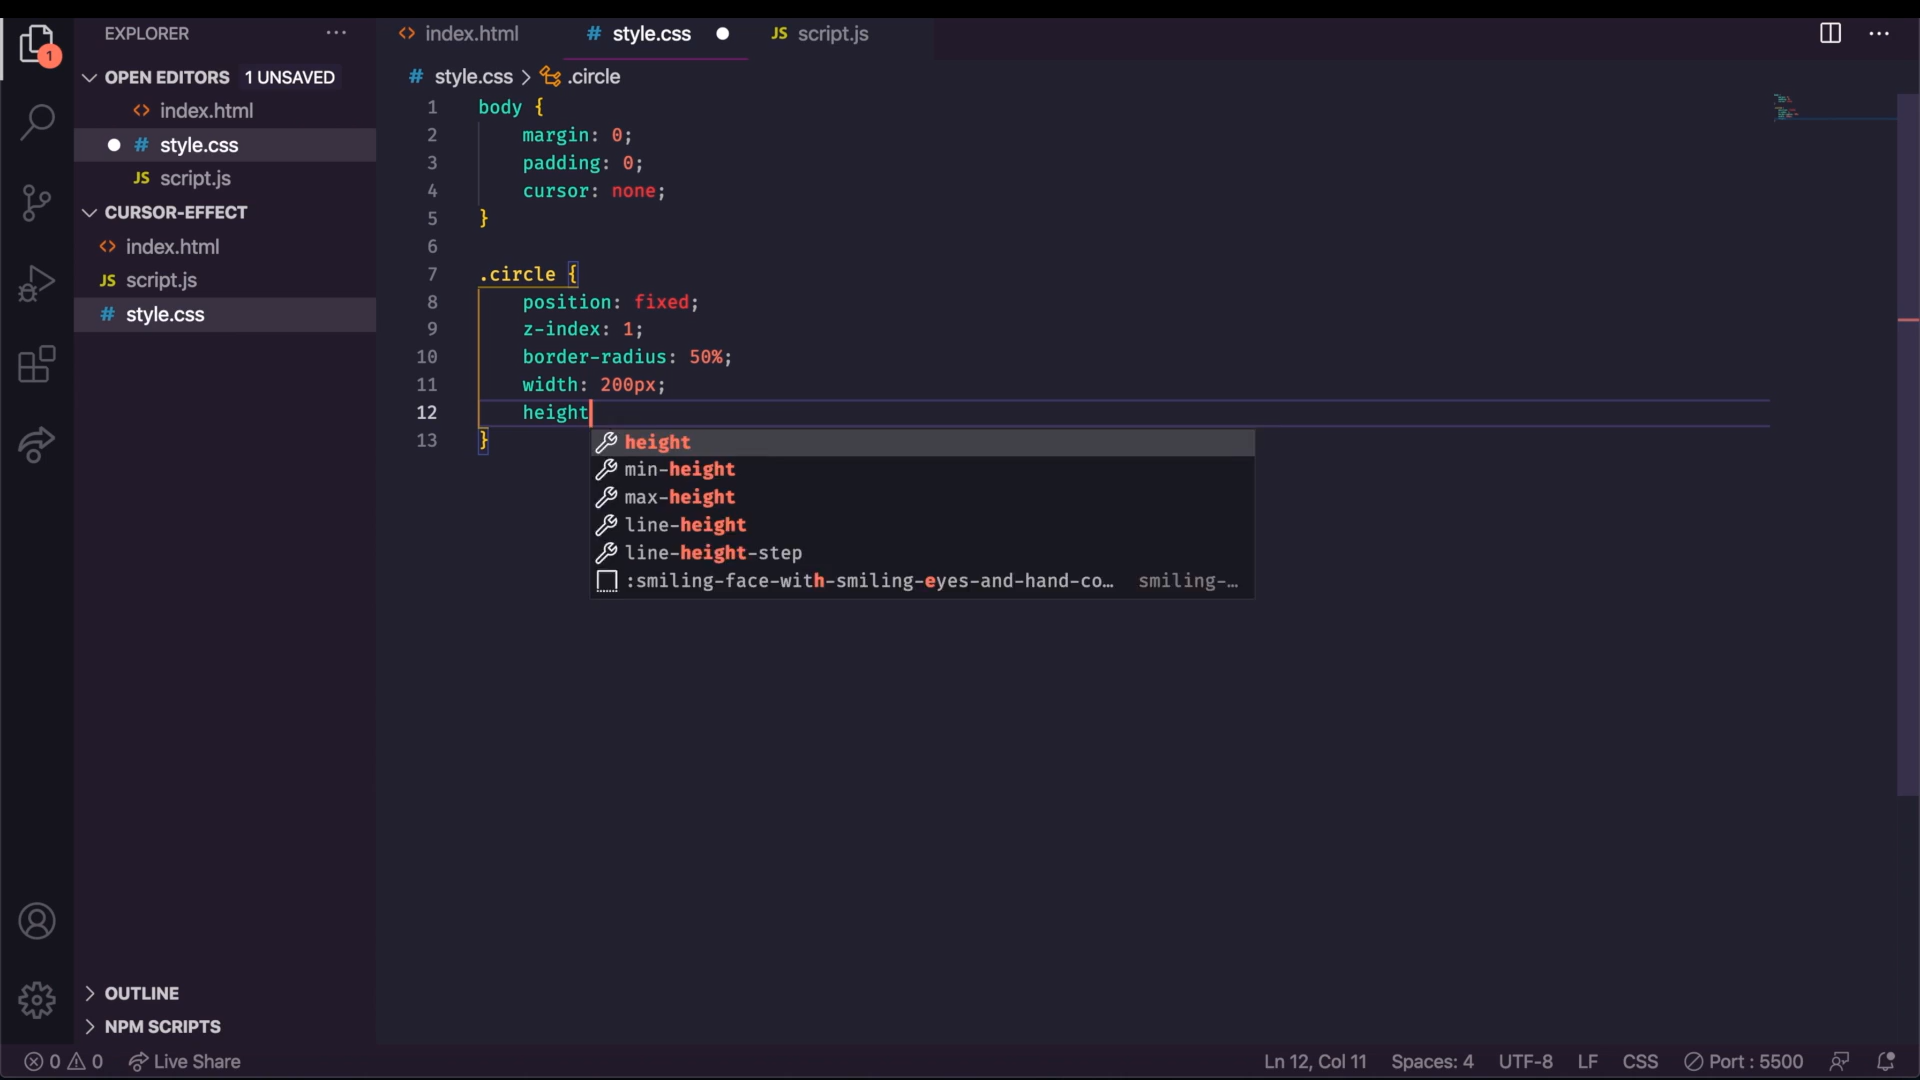 EXPLORER ...
OPEN EDITORS 1 UNSAVED
<> index.html
# style.css
JS script.js
CURSOR-EFFECT
<> index.html
JS script.js
# style.css
OUTLINE
NPM SCRIPTS
1
<> index.html # style.css JS script.js ...
# style.css > .circle
1 body {
2 margin: 0;
3 padding: 0;
4 cursor: none;
5 }
6
7 .circle {
8 position: fixed;
9 z-index: 1;
10 border-radius: 50%;
11 width: 200px;
12 height
13 }
height
min-height
max-height
line-height
line-height-step
:smiling-face-with-smiling-eyes-and-hand-co... smiling-...
0 0 Live Share Ln 12, Col 11 Spaces: 4 UTF-8 LF CSS Port : 5500